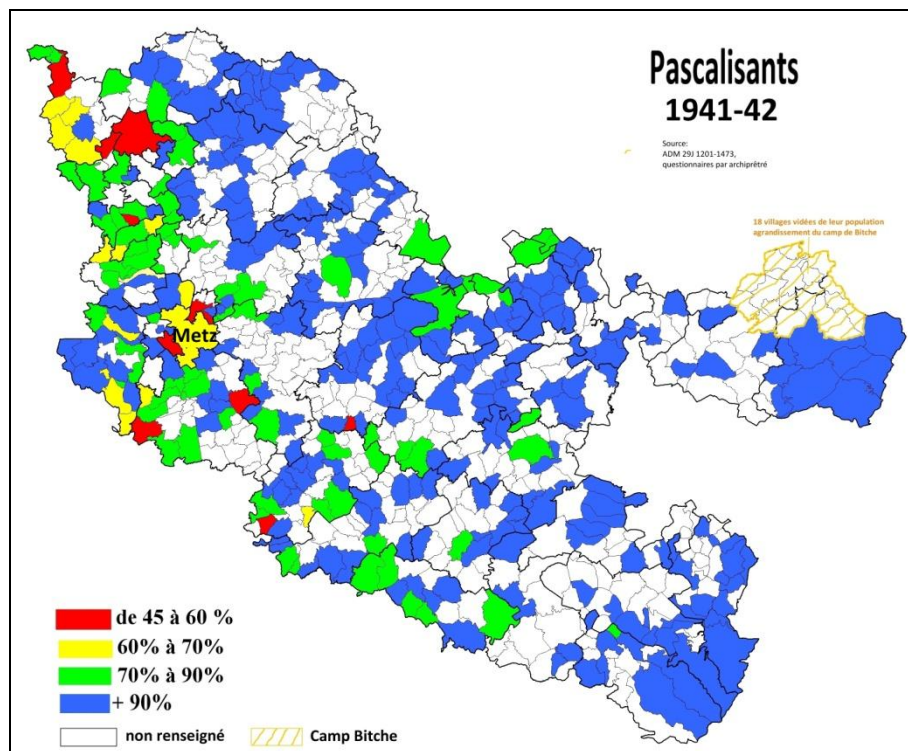 Pascalisants
1941-42
Source:
ADM 29J 1201-1473,
questionnaires par archiprêtré
18 villages vidées de leur population
agrandissement du camp de Bitche
Metz
de 45 à 60 %
60% à 70%
70% à 90%
+ 90%
non renseigné
Camp Bitche